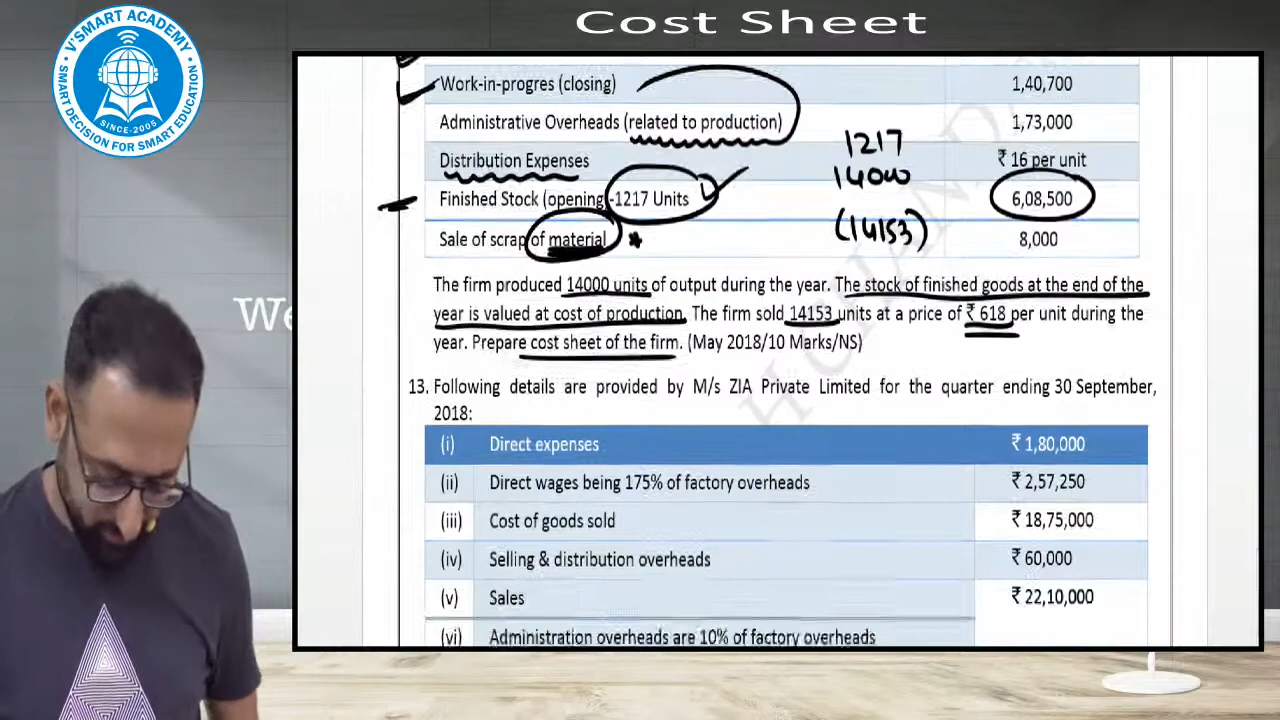 Cost Sheet
V'SMART ACADEMY
SINCE-2005
SMART DECISION FOR SMART EDUCATION
We
Work-in-progres (closing) 1,40,700
Administrative Overheads (related to production) 1,73,000
1217
Distribution Expenses ₹ 16 per unit
14000
Finished Stock (opening)-1217 Units 6,08,500
(14153)
Sale of scrap of material * 8,000
The firm produced 14000 units of output during the year. The stock of finished goods at the end of the
year is valued at cost of production. The firm sold 14153 units at a price of ₹ 618 per unit during the
year. Prepare cost sheet of the firm. (May 2018/10 Marks/NS)
13. Following details are provided by M/s ZIA Private Limited for the quarter ending 30 September,
2018:
(i) Direct expenses ₹ 1,80,000
(ii) Direct wages being 175% of factory overheads ₹ 2,57,250
(iii) Cost of goods sold ₹ 18,75,000
(iv) Selling & distribution overheads ₹ 60,000
(v) Sales ₹ 22,10,000
(vi) Administration overheads are 10% of factory overheads